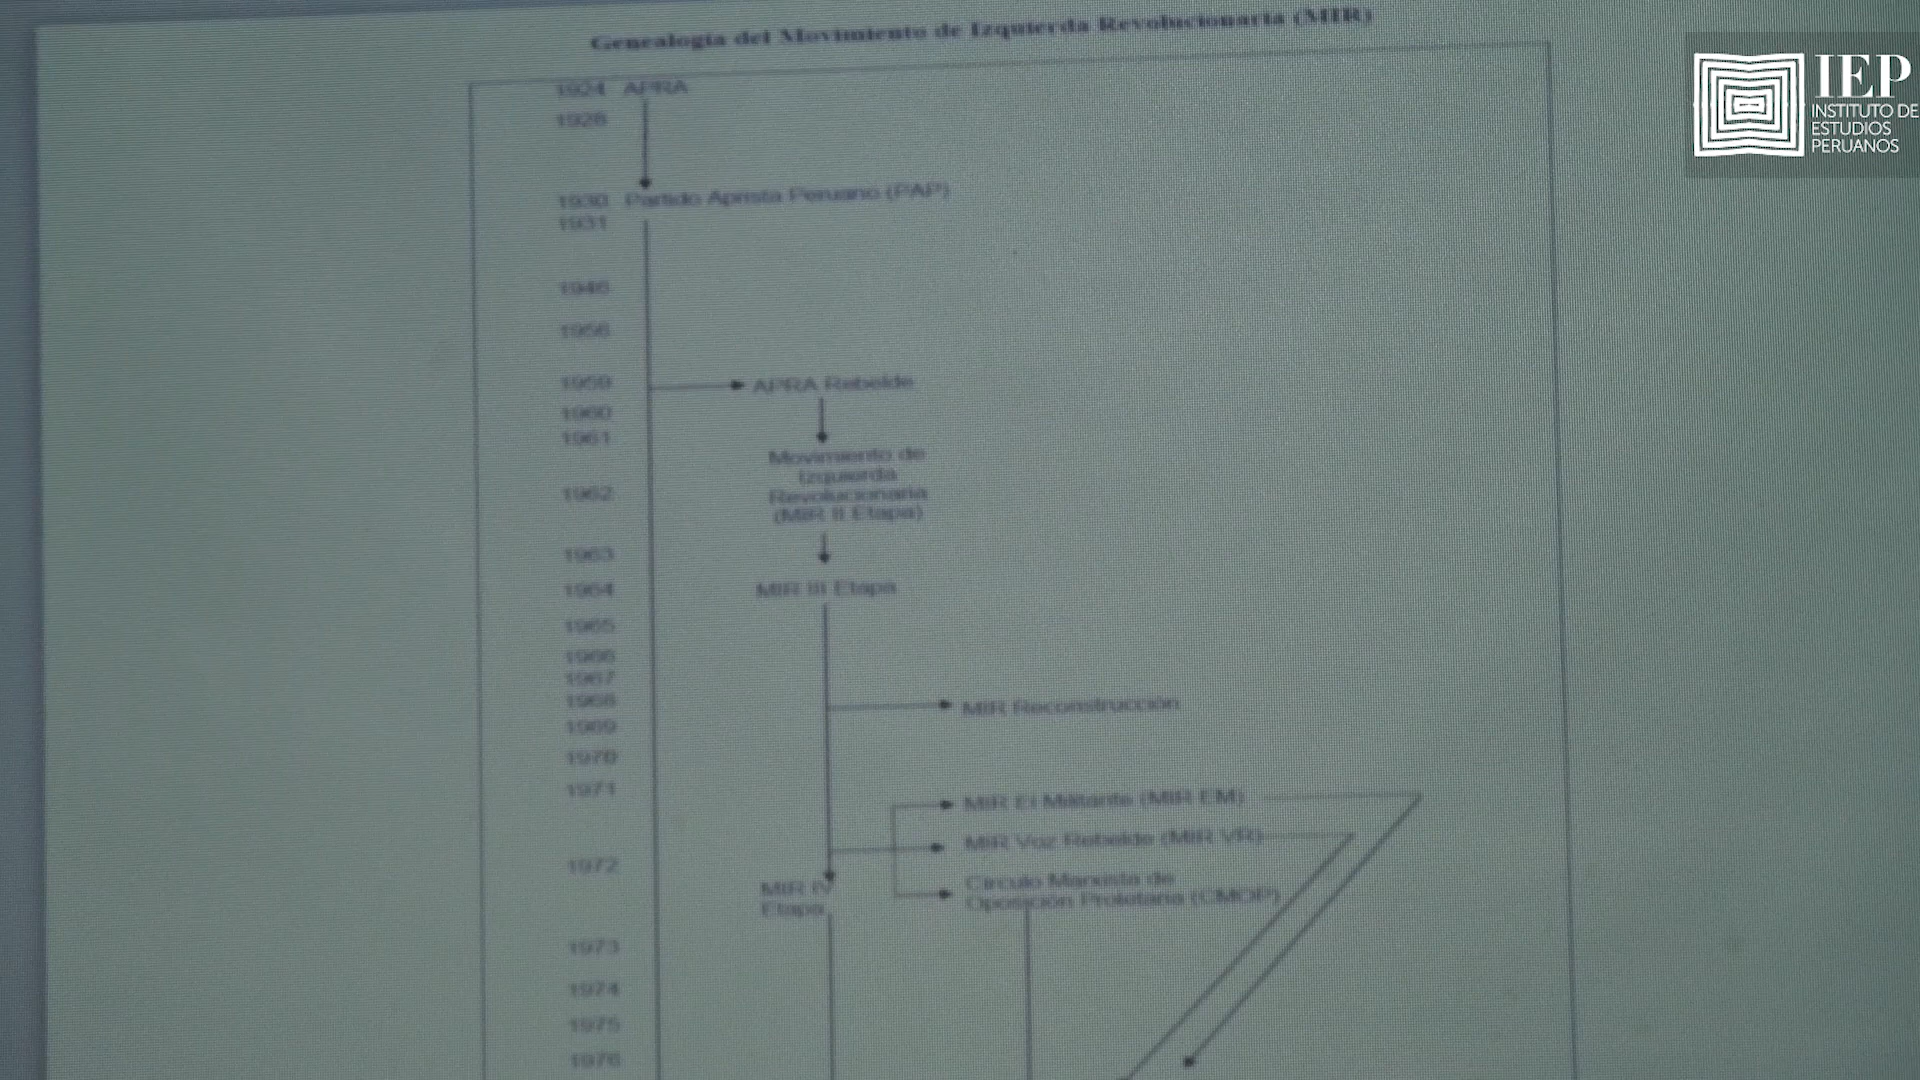 Genealogía del Movimiento de Izquierda Revolucionaria (MIR)
IEP
INSTITUTO DE
ESTUDIOS
PERUANOS
1924 APRA
1928
1930 Partido Aprista Peruano (PAP)
1931
1946
1956
1959 APRA Rebelde
1960
1961
Movimiento de
Izquierda
1962 Revolucionaria
(MIR II Etapa)
1963
1964 MIR III Etapa
1965
1966
1967
1968 MIR Reconstrucción
1969
1970
1971 MIR El Militante (MIR EM)
MIR Voz Rebelde (MIR VR)
1972
MIR IV
Etapa
Círculo Marxista de
Oposición Proletaria (CMOP)
1973
1974
1975
1976